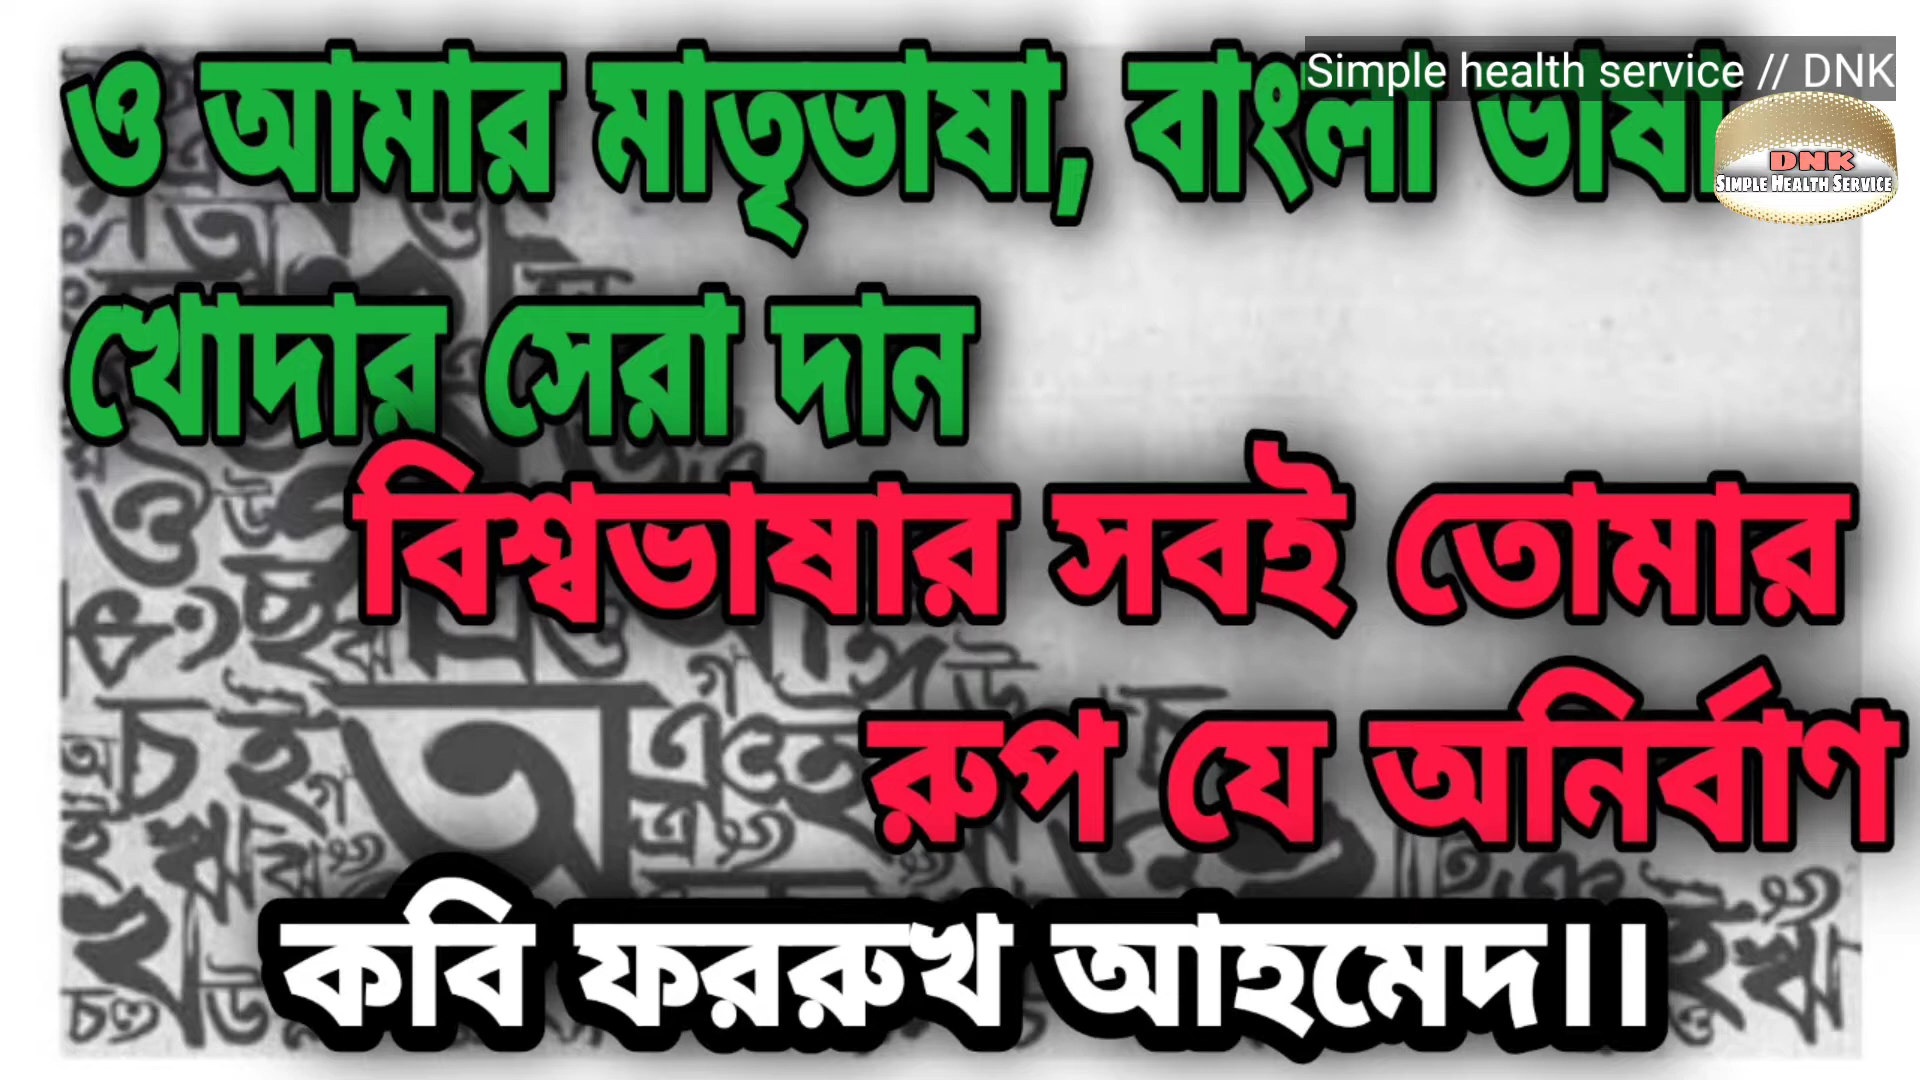 Simple health service // DNK
ও আমার মাতৃভাষা, বাংলা ভাষা
DNK
SIMPLE HEALTH SERVICE
খোদার সেরা দান
বিশ্বভাষার সবই তোমার
রুপ যে অনির্বাণ
কবি ফররুখ আহমেদ।।